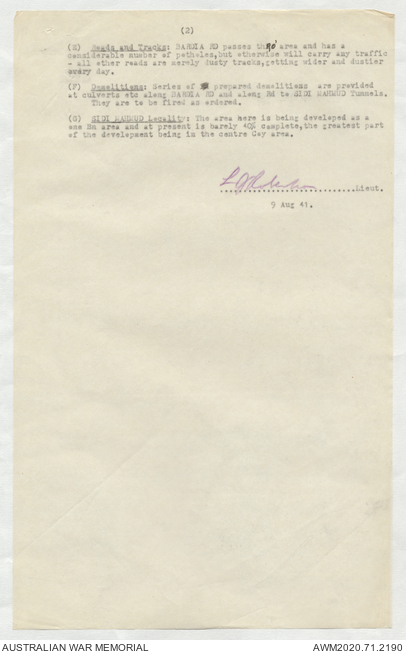 (2)
(E) Roads and Tracks: BARDIA RD passes thro area and has a
considerable number of potholes,but otherwise will carry any traffic
- all other roads are merely dusty tracks,getting wider and dustier
every day.
(F) Demolitions: Series of prepared demolitions are provided
at culverts etc along BARDIA RD and along Rd to SIDI MAHMUD Tunnels.
They are to be fired as ordered.
(G) SIDI MAHMUD Locality: The area here is being developed as a
one Bn area and at present is barely 40% complete,the greatest part
of the development being in the centre Coy area.
Lieut.
9 Aug 41.
AUSTRALIAN WAR MEMORIAL
AWM2020.71.2190